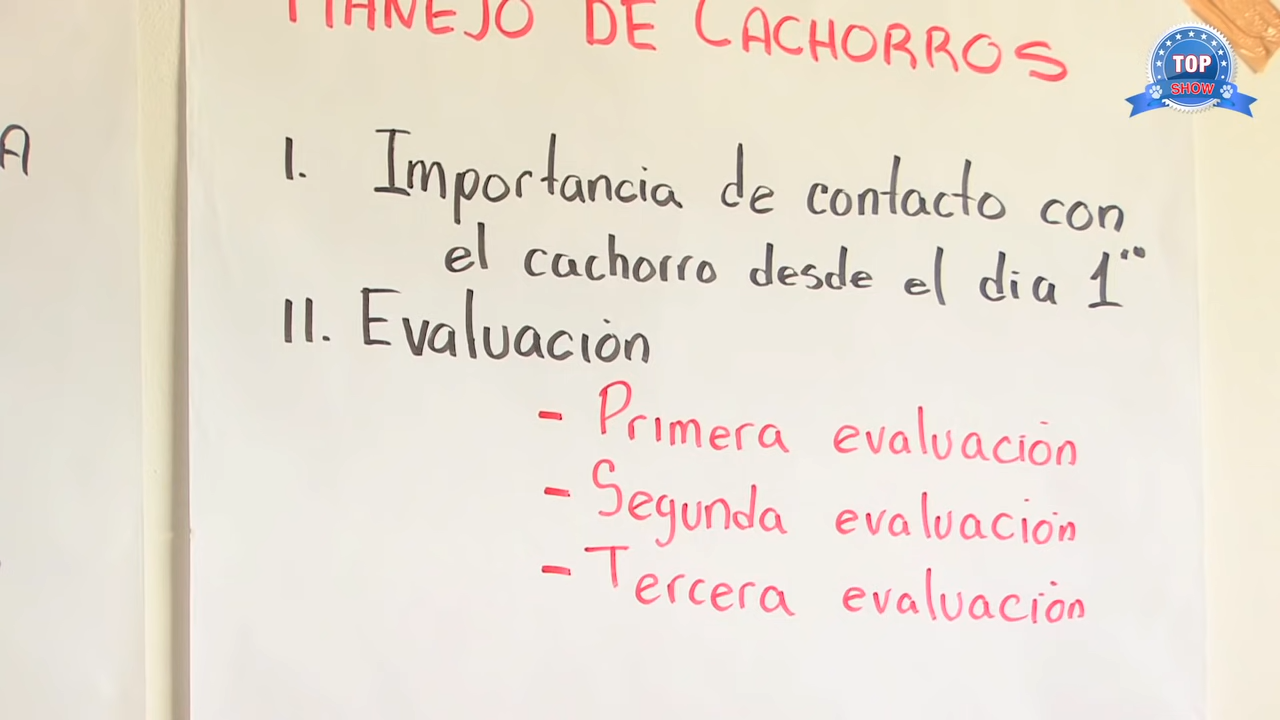 MANEJO DE CACHORROS
I. Importancia de contacto con
el cachorro desde el dia 1"°
II. Evaluación
- Primera evaluación
- Segunda evaluación
- Tercera evaluación
A
TOP
SHOW